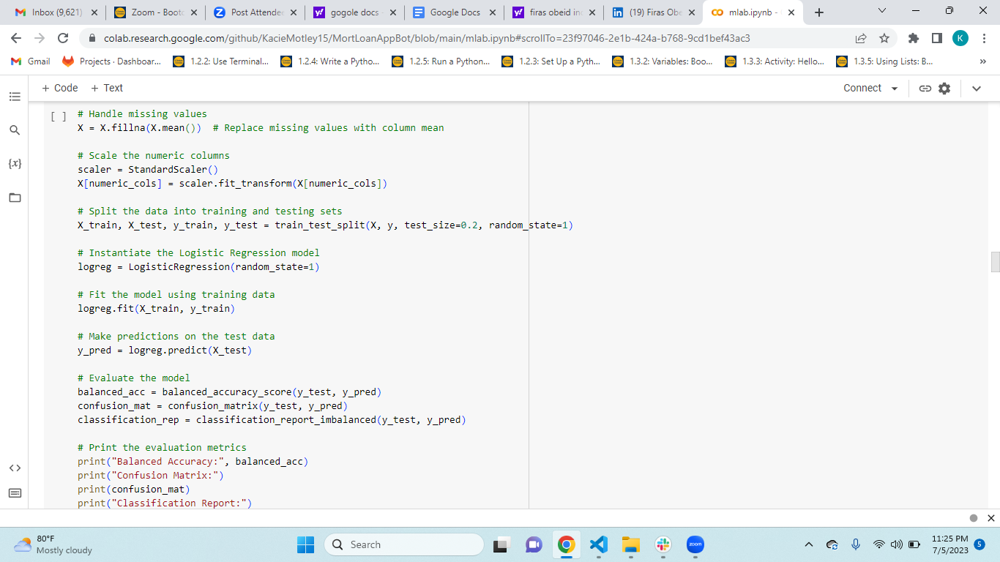 Inbox (9,621)
Zoom - Bootc
Post Attendee
gogole docs -
Google Docs
firas obeid inc
(19) Firas Obe
mlab.ipynb -
colab.research.google.com/github/KacieMotley15/MortLoanAppBot/blob/main/mlab.ipynb#scrollTo=23f97046-2e1b-424a-b768-9cd1bef43ac3
K
Gmail
Projects · Dashboar...
1.2.2: Use Terminal...
1.2.4: Write a Pytho...
1.2.5: Run a Python...
1.2.3: Set Up a Pyth...
1.3.2: Variables: Boo...
1.3.3: Activity: Hello...
1.3.5: Using Lists: B...
»
+ Code + Text
Connect
{x}
[ ]
# Handle missing values
X = X.fillna(X.mean())  # Replace missing values with column mean
# Scale the numeric columns
scaler = StandardScaler()
X[numeric_cols] = scaler.fit_transform(X[numeric_cols])
# Split the data into training and testing sets
X_train, X_test, y_train, y_test = train_test_split(X, y, test_size=0.2, random_state=1)
# Instantiate the Logistic Regression model
logreg = LogisticRegression(random_state=1)
# Fit the model using training data
logreg.fit(X_train, y_train)
# Make predictions on the test data
y_pred = logreg.predict(X_test)
# Evaluate the model
balanced_acc = balanced_accuracy_score(y_test, y_pred)
confusion_mat = confusion_matrix(y_test, y_pred)
classification_rep = classification_report_imbalanced(y_test, y_pred)
# Print the evaluation metrics
print("Balanced Accuracy:", balanced_acc)
print("Confusion Matrix:")
print(confusion_mat)
print("Classification Report:")
80°F
Mostly cloudy
Search
zoom
11:25 PM
7/5/2023
5